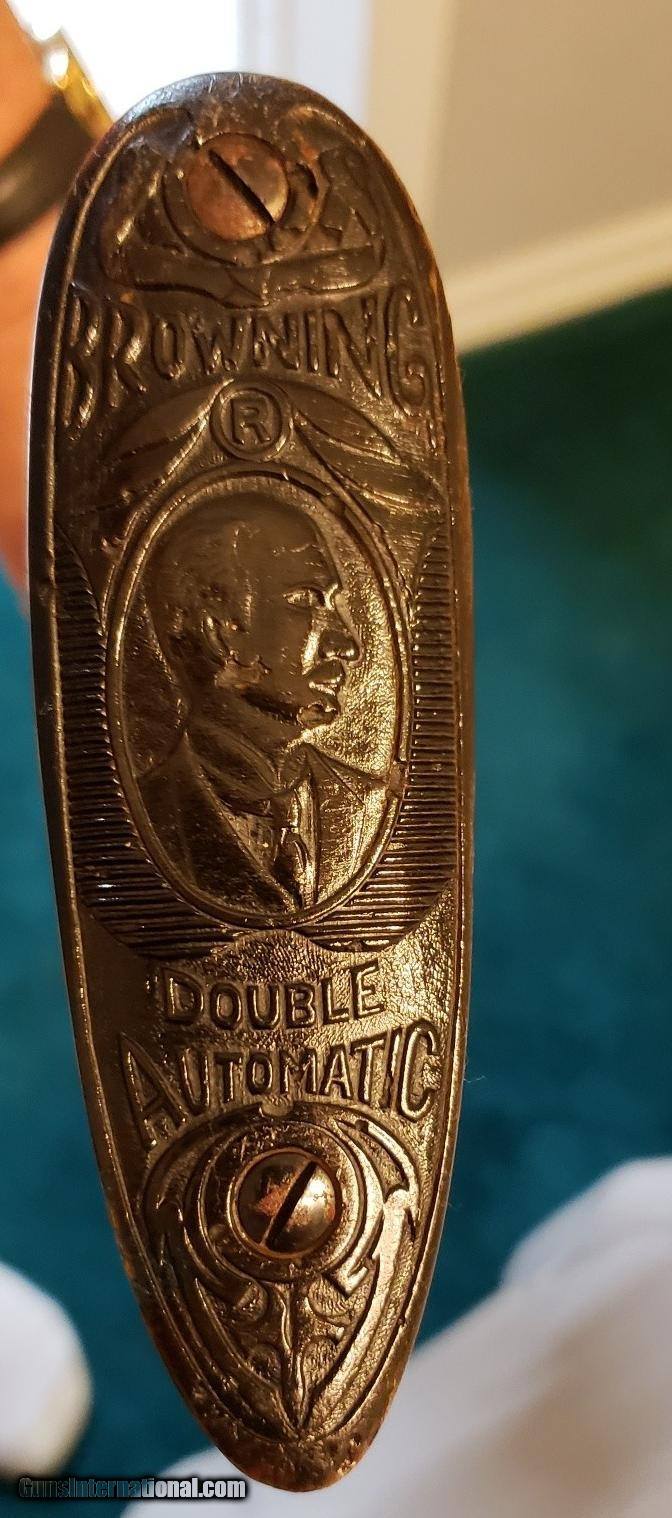 BROWNING
®
DOUBLE
AUTOMATIC
GunsInternational.com